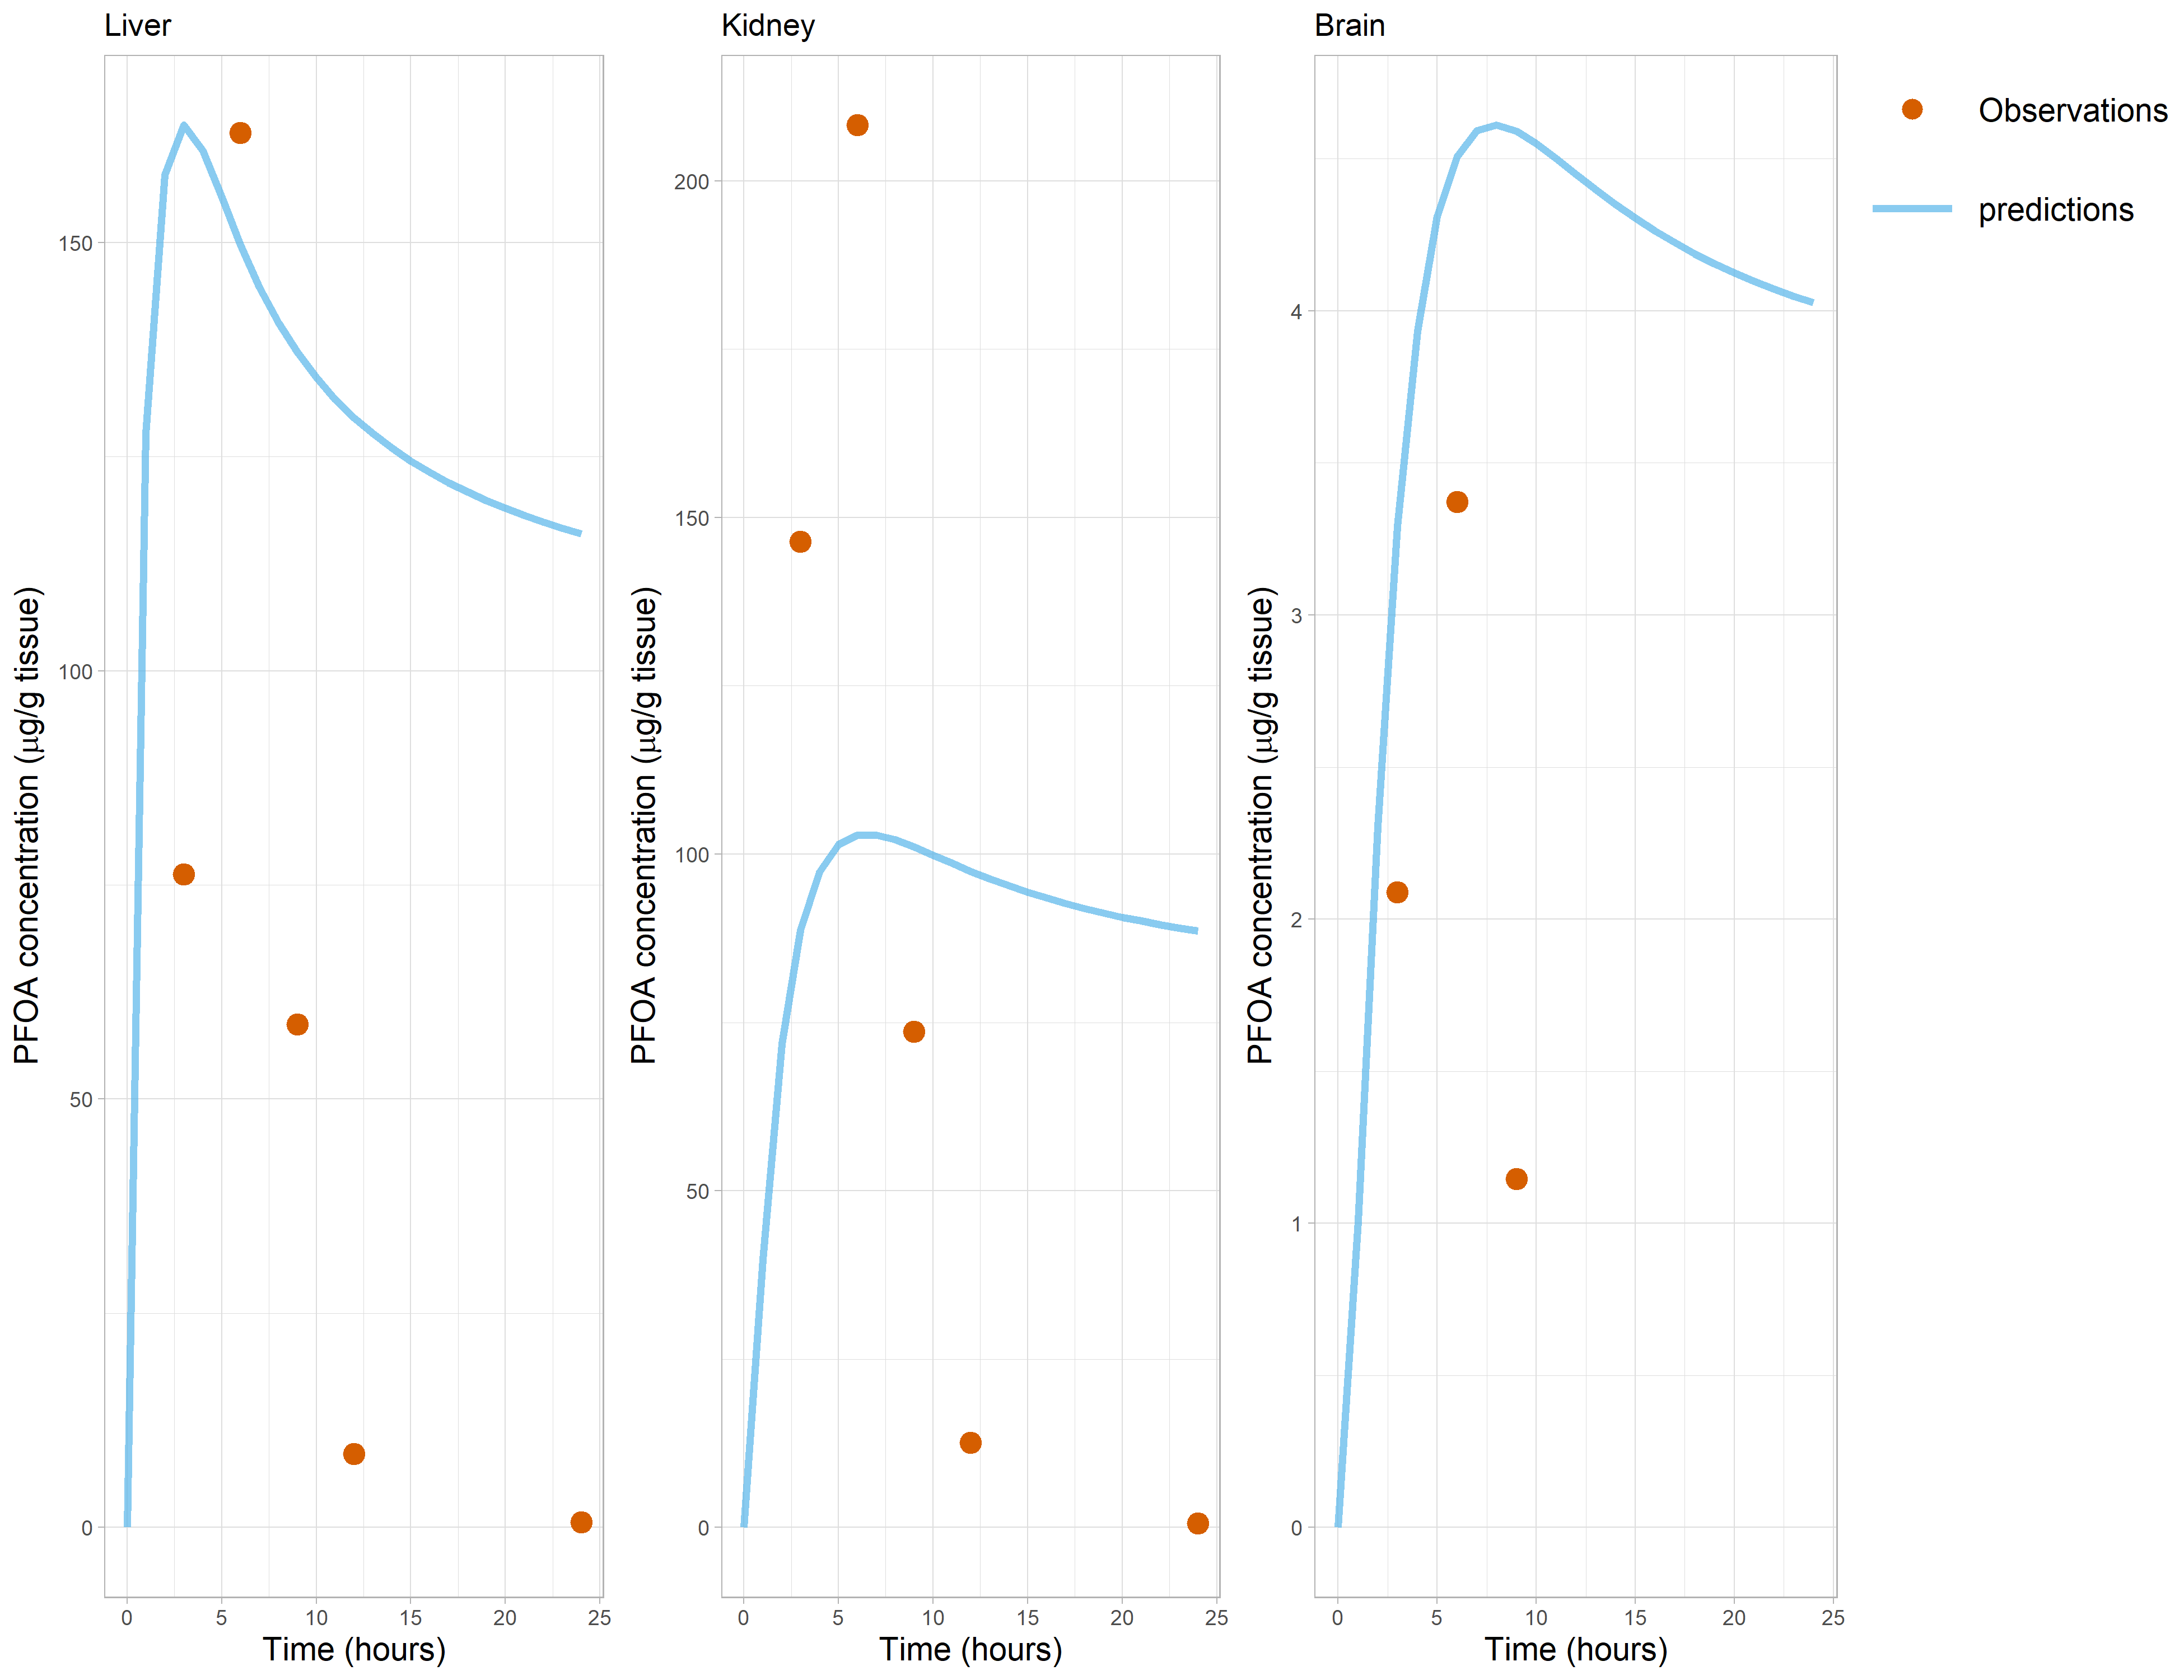 Liver
PFOA concentration (μg/g tissue)
150
100
50
0
0 5 10 15 20 25
Time (hours)
Kidney
PFOA concentration (μg/g tissue)
200
150
100
50
0
0 5 10 15 20 25
Time (hours)
Brain
PFOA concentration (μg/g tissue)
4
3
2
1
0
0 5 10 15 20 25
Time (hours)
Observations
predictions